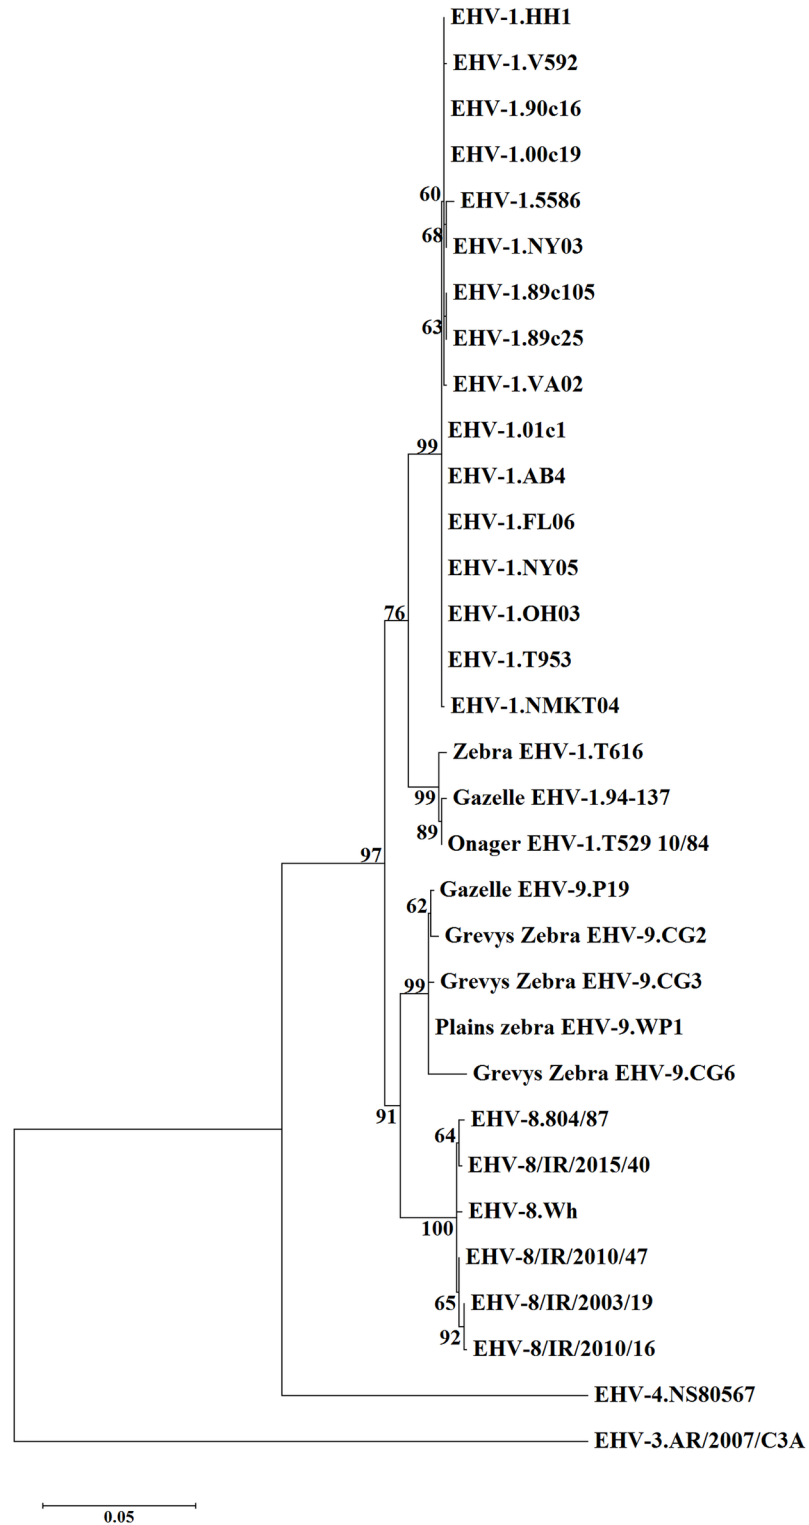 EHV-1.HH1
EHV-1.V592
EHV-1.90c16
EHV-1.00c19
60
EHV-1.5586
68
EHV-1.NY03
EHV-1.89c105
63
EHV-1.89c25
EHV-1.VA02
EHV-1.01c1
99
EHV-1.AB4
EHV-1.FL06
EHV-1.NY05
76
EHV-1.OH03
EHV-1.T953
EHV-1.NMKT04
Zebra EHV-1.T616
99
Gazelle EHV-1.94-137
89
Onager EHV-1.T529 10/84
97
Gazelle EHV-9.P19
62
Grevys Zebra EHV-9.CG2
99
Grevys Zebra EHV-9.CG3
Plains zebra EHV-9.WP1
Grevys Zebra EHV-9.CG6
91
EHV-8.804/87
64
EHV-8/IR/2015/40
EHV-8.Wh
100
EHV-8/IR/2010/47
65
EHV-8/IR/2003/19
92
EHV-8/IR/2010/16
EHV-4.NS80567
EHV-3.AR/2007/C3A
0.05